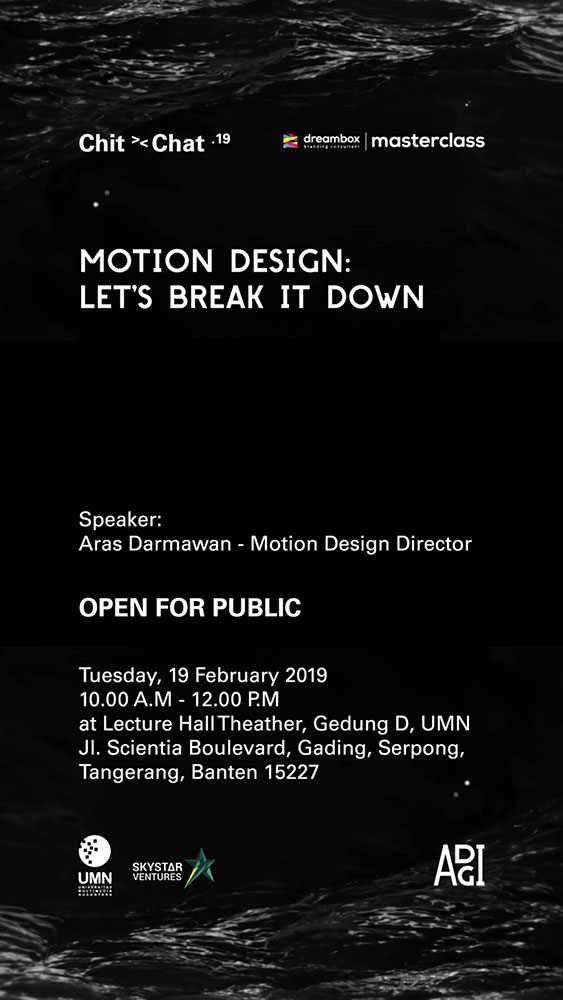 Chit >< Chat .19
dreambox | masterclass
branding consultant
MOTION DESIGN:
LET'S BREAK IT DOWN
Speaker:
Aras Darmawan - Motion Design Director
OPEN FOR PUBLIC
Tuesday, 19 February 2019
10.00 A.M - 12.00 P.M
at Lecture Hall Theather, Gedung D, UMN
Jl. Scientia Boulevard, Gading, Serpong,
Tangerang, Banten 15227
UMN
UNIVERSITAS
MULTIMEDIA
NUSANTARA
SKYSTAR
VENTURES
ADGI